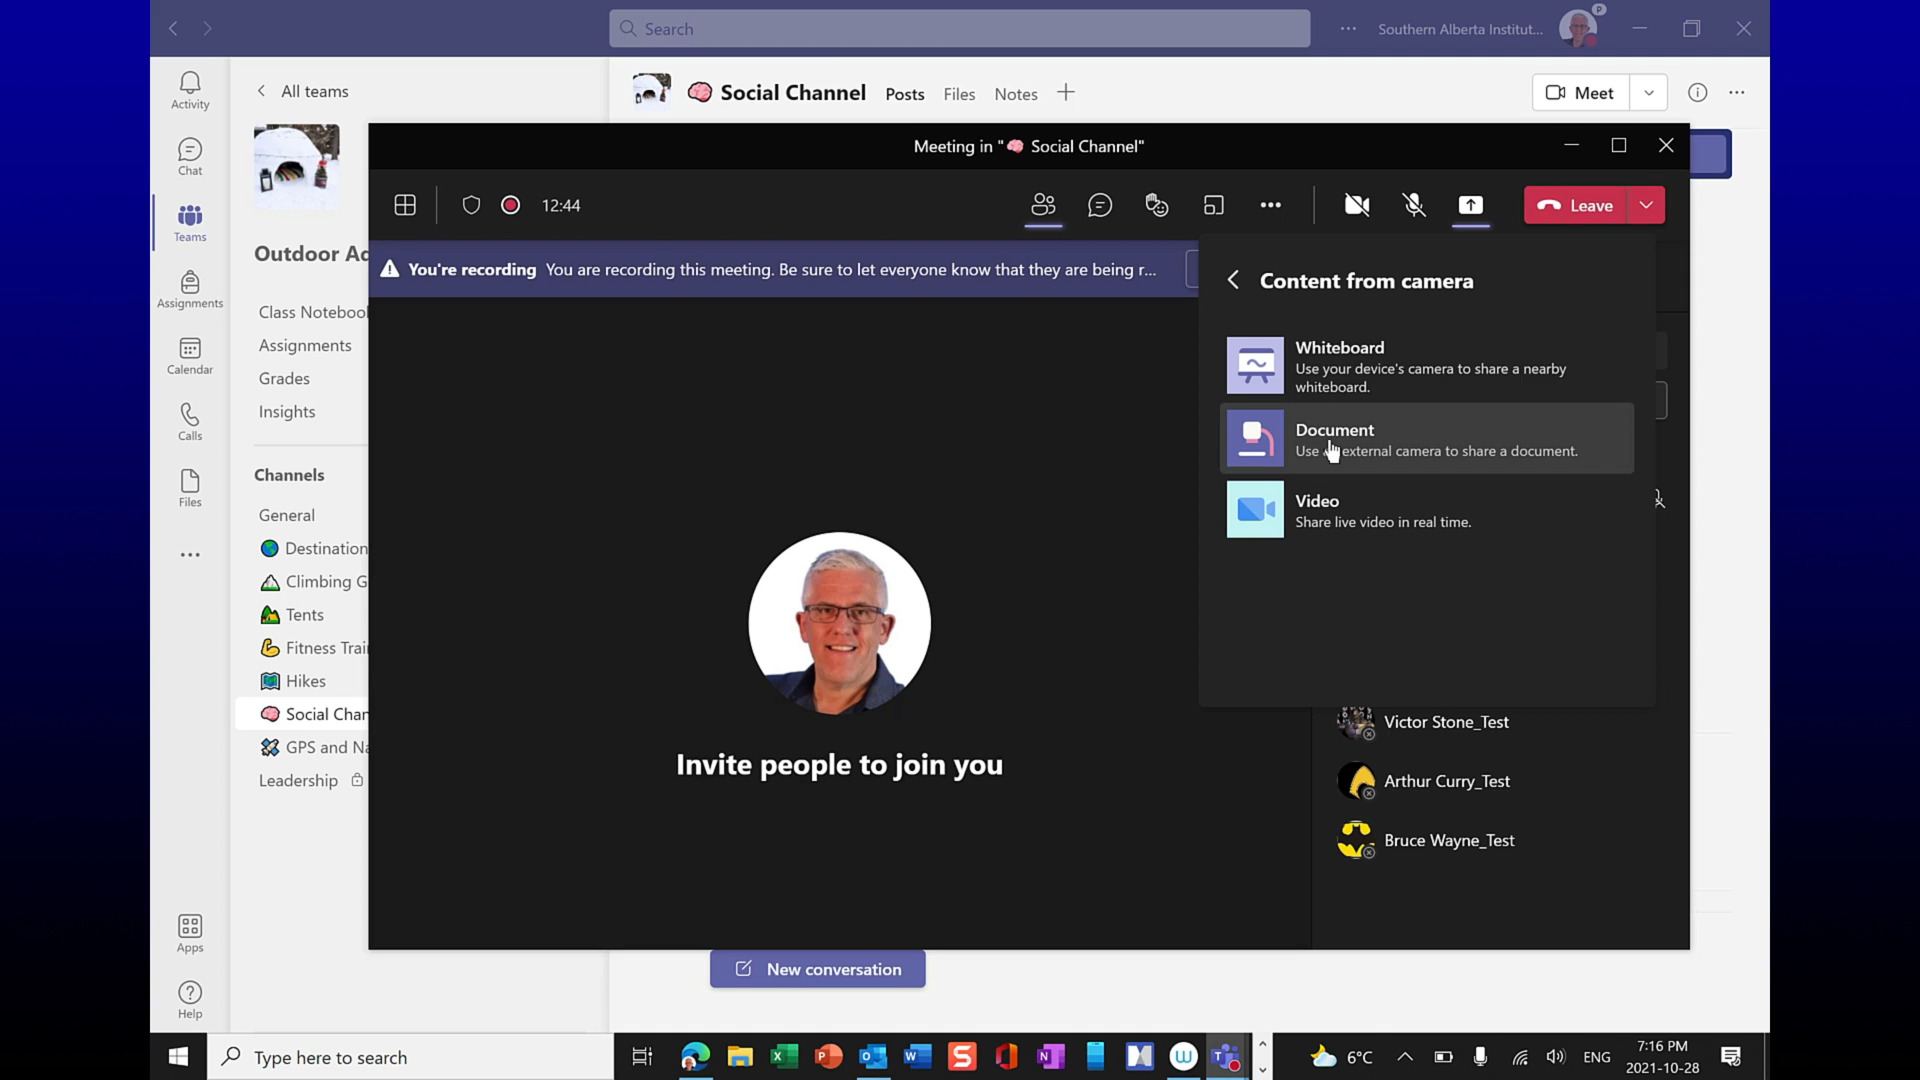 Search
Southern Alberta Institut...
P
Activity
Chat
Teams
Assignments
Calendar
Calls
Files
Apps
Help
All teams
Outdoor Ad
Class Notebook
Assignments
Grades
Insights
Channels
General
Destination
Climbing G
Tents
Fitness Trai
Hikes
Social Chan
GPS and Na
Leadership
Social Channel
Posts
Files
Notes
Meet
Meeting in "🧠 Social Channel"
12:44
Leave
You're recording You are recording this meeting. Be sure to let everyone know that they are being r...
Invite people to join you
Content from camera
Whiteboard
Use your device's camera to share a nearby
whiteboard.
Document
Use external camera to share a document.
Video
Share live video in real time.
Victor Stone_Test
Arthur Curry_Test
Bruce Wayne_Test
New conversation
Type here to search
6°C
ENG
7:16 PM
2021-10-28